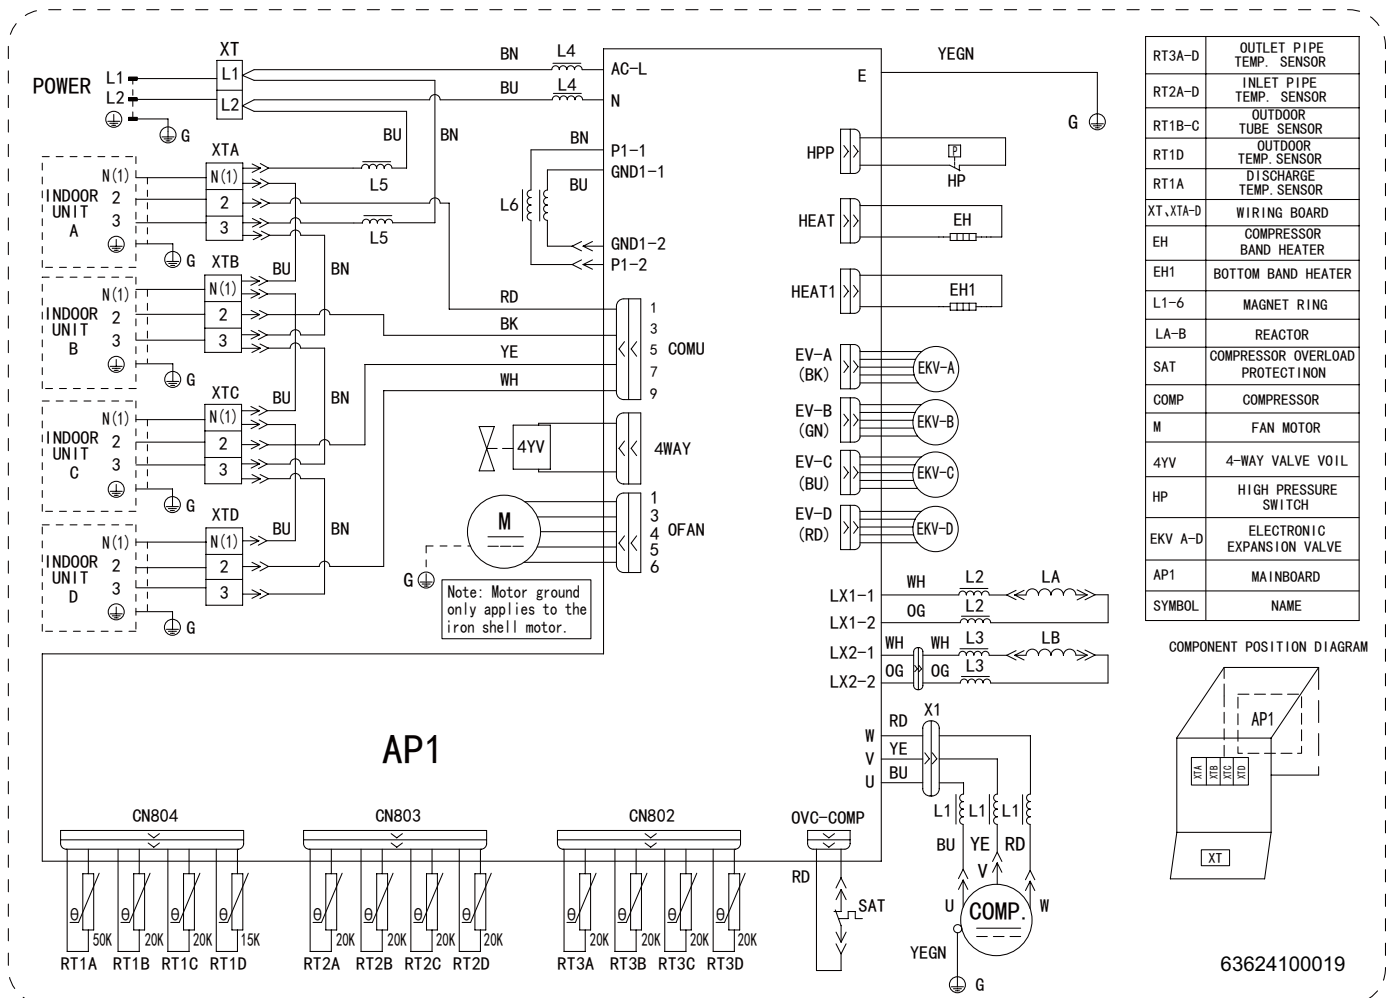 POWER
L1
L2
G
XT
L1
L2
BN
L4
BU
L4
BU
BN
AC-L
N
E
YEGN
G
XTA
N(1)
2
3
INDOOR
UNIT
A
N(1)
2
3
G
L5
L5
BU
BN
XTB
N(1)
2
3
INDOOR
UNIT
B
N(1)
2
3
G
BU
BN
XTC
N(1)
2
3
INDOOR
UNIT
C
N(1)
2
3
G
BU
BN
XTD
N(1)
2
3
INDOOR
UNIT
D
N(1)
2
3
G
BN
P1-1
GND1-1
BU
L6
GND1-2
P1-2
RD
BK
YE
WH
1
3
5
7
9
COMU
4YV
4WAY
M
G
1
3
4
5
6
OFAN
Note: Motor ground
only applies to the
iron shell motor.
HPP
P
HP
HEAT
EH
HEAT1
EH1
EV-A
(BK)
EKV-A
EV-B
(GN)
EKV-B
EV-C
(BU)
EKV-C
EV-D
(RD)
EKV-D
LX1-1
WH
L2
LA
LX1-2
OG
L2
LX2-1
WH
WH
L3
LB
LX2-2
OG
OG
L3
X1
W
RD
V
YE
U
BU
L1
L1
L1
BU
YE
RD
V
U
W
COMP.
YEGN
G
AP1
CN804
CN803
CN802
OVC-COMP
RD
SAT
θ
θ
θ
θ
50K
20K
20K
15K
RT1A
RT1B
RT1C
RT1D
θ
θ
θ
θ
20K
20K
20K
20K
RT2A
RT2B
RT2C
RT2D
θ
θ
θ
θ
20K
20K
20K
20K
RT3A
RT3B
RT3C
RT3D
RT3A-D OUTLET PIPE
TEMP. SENSOR
RT2A-D INLET PIPE
TEMP. SENSOR
RT1B-C OUTDOOR
TUBE SENSOR
RT1D OUTDOOR
TEMP. SENSOR
RT1A DISCHARGE
TEMP. SENSOR
XT、XTA-D WIRING BOARD
EH COMPRESSOR
BAND HEATER
EH1 BOTTOM BAND HEATER
L1-6 MAGNET RING
LA-B REACTOR
SAT COMPRESSOR OVERLOAD
PROTECTINON
COMP COMPRESSOR
M FAN MOTOR
4YV 4-WAY VALVE VOIL
HP HIGH PRESSURE
SWITCH
EKV A-D ELECTRONIC
EXPANSION VALVE
AP1 MAINBOARD
SYMBOL NAME
COMPONENT POSITION DIAGRAM
AP1
XTA
XTB
XTC
XTD
XT
63624100019